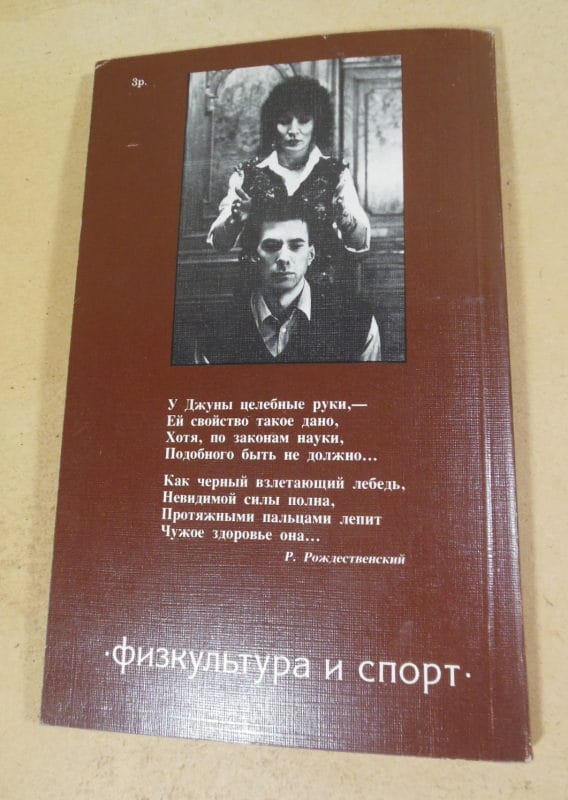 3р.
У Джуны целебные руки,—
Ей свойство такое дано,
Хотя, по законам науки,
Подобного быть не должно...
Как черный взлетающий лебедь,
Невидимой силы полна,
Протяжными пальцами лепит
Чужое здоровье она...
Р. Рождественский
·физкультура и спорт·